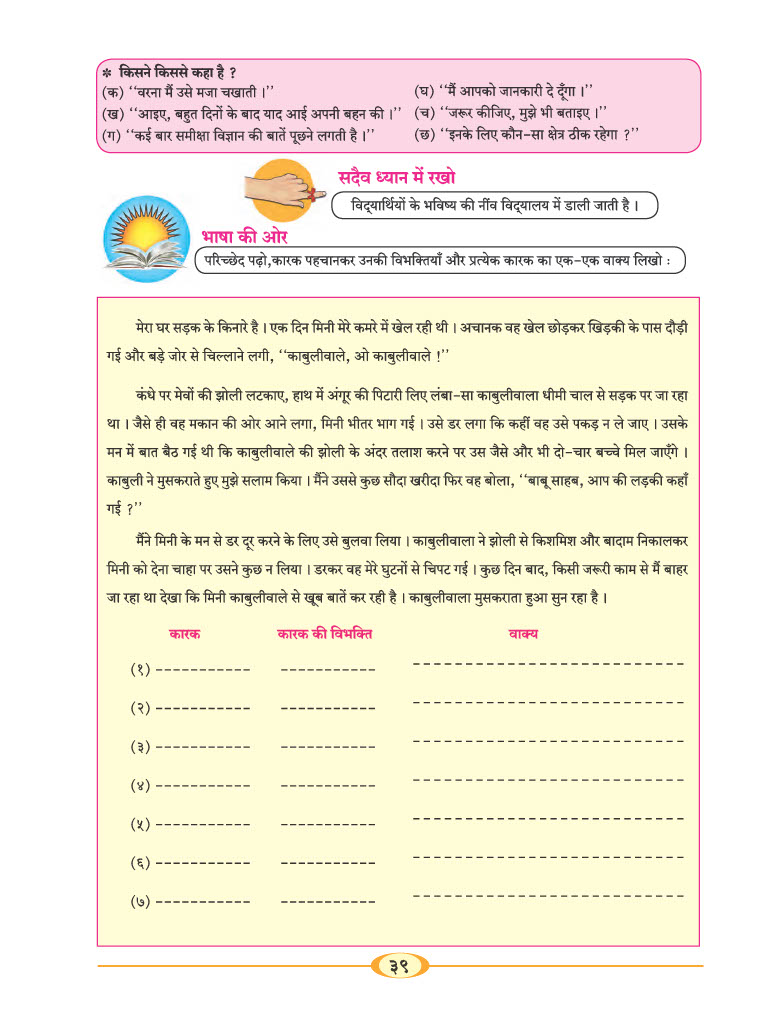 * किसने किससे कहा है ?
(क) ‘‘वरना मैं उसे मजा चखाती ।’’
(ख) ‘‘आइए, बहुत दिनों के बाद याद आई अपनी बहन की ।’’
(ग) ‘‘कई बार समीक्षा विज्ञान की बातें पूछने लगती है ।’’
(घ) ‘‘मैं आपको जानकारी दे दूँगा ।’’
(च) ‘‘जरूर कीजिए, मुझे भी बताइए ।’’
(छ) ‘‘इनके लिए कौन-सा क्षेत्र ठीक रहेगा ?’’
सदैव ध्यान में रखो
विद्यार्थियों के भविष्य की नींव विद्यालय में डाली जाती है ।
भाषा की ओर
परिच्छेद पढ़ो,कारक पहचानकर उनकी विभक्तियाँ और प्रत्येक कारक का एक-एक वाक्य लिखो :
मेरा घर सड़क के किनारे है । एक दिन मिनी मेरे कमरे में खेल रही थी । अचानक वह खेल छोड़कर खिड़की के पास दौड़ी
गई और बड़े जोर से चिल्लाने लगी, ‘‘काबुलीवाले, ओ काबुलीवाले !’’
कंधे पर मेवों की झोली लटकाए, हाथ में अंगूर की पिटारी लिए लंबा-सा काबुलीवाला धीमी चाल से सड़क पर जा रहा
था । जैसे ही वह मकान की ओर आने लगा, मिनी भीतर भाग गई । उसे डर लगा कि कहीं वह उसे पकड़ न ले जाए । उसके
मन में बात बैठ गई थी कि काबुलीवाले की झोली के अंदर तलाश करने पर उस जैसे और भी दो-चार बच्चे मिल जाएँगे ।
काबुली ने मुसकराते हुए मुझे सलाम किया । मैंने उससे कुछ सौदा खरीदा फिर वह बोला, ‘‘बाबू साहब, आप की लड़की कहाँ
गई ?’’
मैंने मिनी के मन से डर दूर करने के लिए उसे बुलवा लिया । काबुलीवाला ने झोली से किशमिश और बादाम निकालकर
मिनी को देना चाहा पर उसने कुछ न लिया । डरकर वह मेरे घुटनों से चिपट गई । कुछ दिन बाद, किसी जरूरी काम से मैं बाहर
जा रहा था देखा कि मिनी काबुलीवाले से खूब बातें कर रही है । काबुलीवाला मुसकराता हुआ सुन रहा है ।
कारक कारक की विभक्ति वाक्य
(१) ----------- ----------- -------------------------
(२) ----------- ----------- -------------------------
(३) ----------- ----------- -------------------------
(४) ----------- ----------- -------------------------
(५) ----------- ----------- -------------------------
(६) ----------- ----------- -------------------------
(७) ----------- ----------- -------------------------
३९